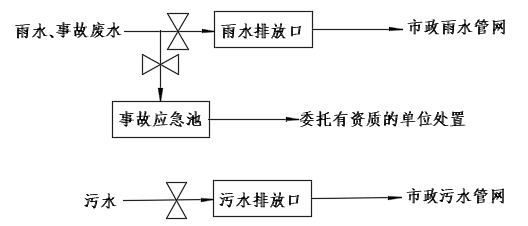 雨水、事故废水
雨水排放口
市政雨水管网
事故应急池
委托有资质的单位处置
污水
污水排放口
市政污水管网